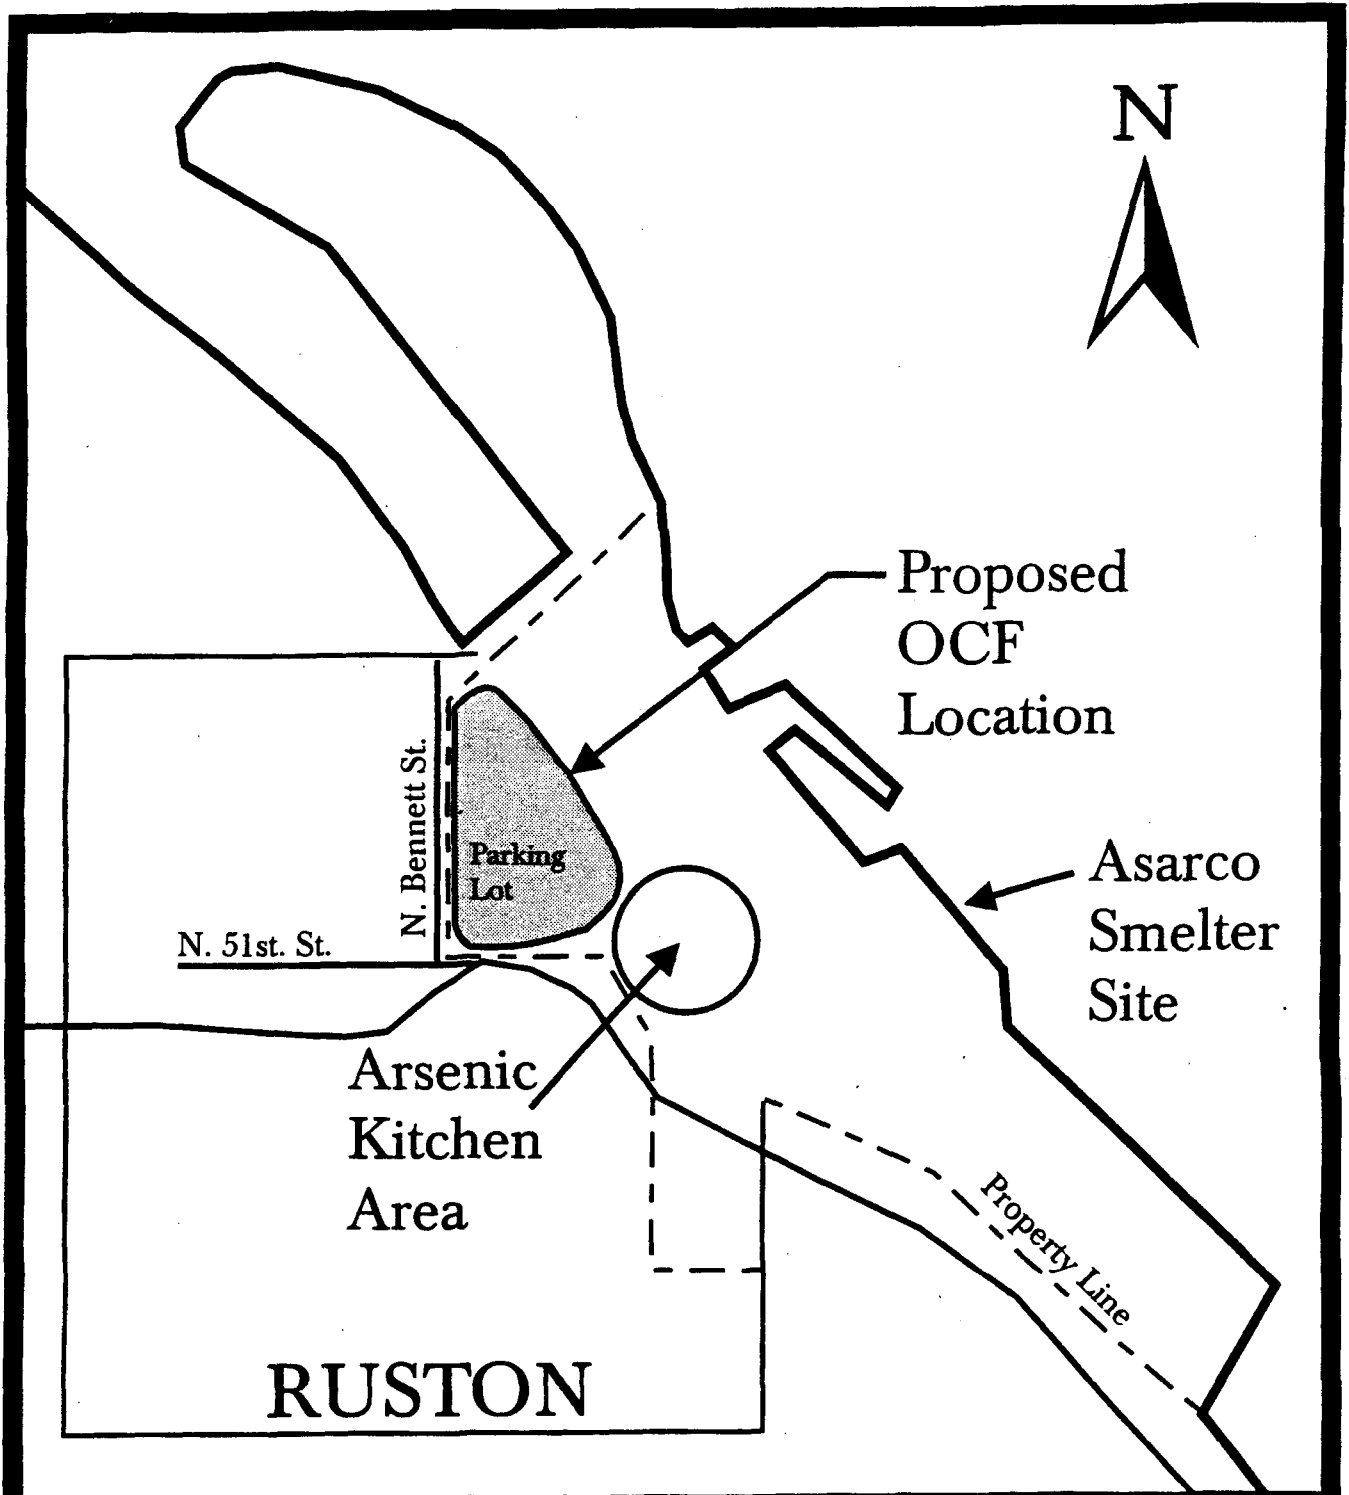 N
Proposed
OCF
Location
N. Bennett St.
Parking
Lot
Asarco
Smelter
Site
N. 51st. St.
Arsenic
Kitchen
Area
Property Line
RUSTON